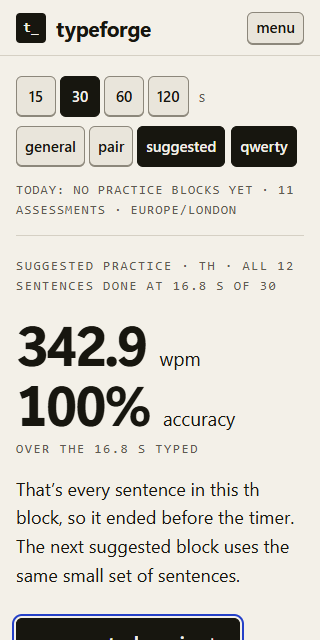 t_ typeforge menu
15 30 60 120 s
general pair suggested qwerty
TODAY: NO PRACTICE BLOCKS YET · 11
ASSESSMENTS · EUROPE/LONDON
SUGGESTED PRACTICE · TH · ALL 12
SENTENCES DONE AT 16.8 S OF 30
342.9 wpm
100% accuracy
OVER THE 16.8 S TYPED
That's every sentence in this th
block, so it ended before the timer.
The next suggested block uses the
same small set of sentences.